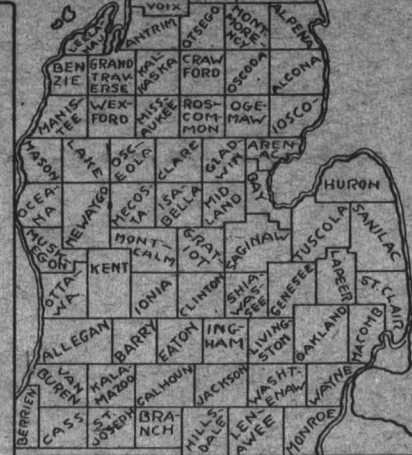 VOIX
LEELA
NAU
ANTRIM
OTSEGO
MONT
MORE-
NCY
ALPENA
BEN
ZIE
GRAND
TRAV-
ERSE
KAL-
KASKA
CRAW
FORD
OSCODA
ALCONA
MANIS-
TEE
WEX-
FORD
MISS-
AUKEE
ROS-
COM-
MON
OGE-
MAW
IOSCO-
MASON
LAKE
OSC-
EOLA
CLARE
GLAD-
WIN
AREN-
AC
OCEA-
NA
NEWAYGO
MECOS-
TA
ISA-
BELLA
MID
LAND
BAY
HURON
MUSK
EGON
MONT-
CALM
GRAT-
IOT
SAGINAW
TUSCOLA
SANILAC
OTTA-
WA
KENT
IONIA
CLINTON
SHIA-
WAS-
SEE
GENESEE
LAPEER
ST. CLAIR
ALLEGAN
BARRY
EATON
ING-
HAM
LIVING-
STON
OAKLAND
MACOMB
VAN
BUREN
KALA-
MAZOO
CALHOUN
JACKSON
WASHT-
ENAW
WAYNE
BERRIEN
CASS
ST.
JOSEPH
BRA-
NCH
HILLS-
DALE
LEN-
AWEE
MONROE